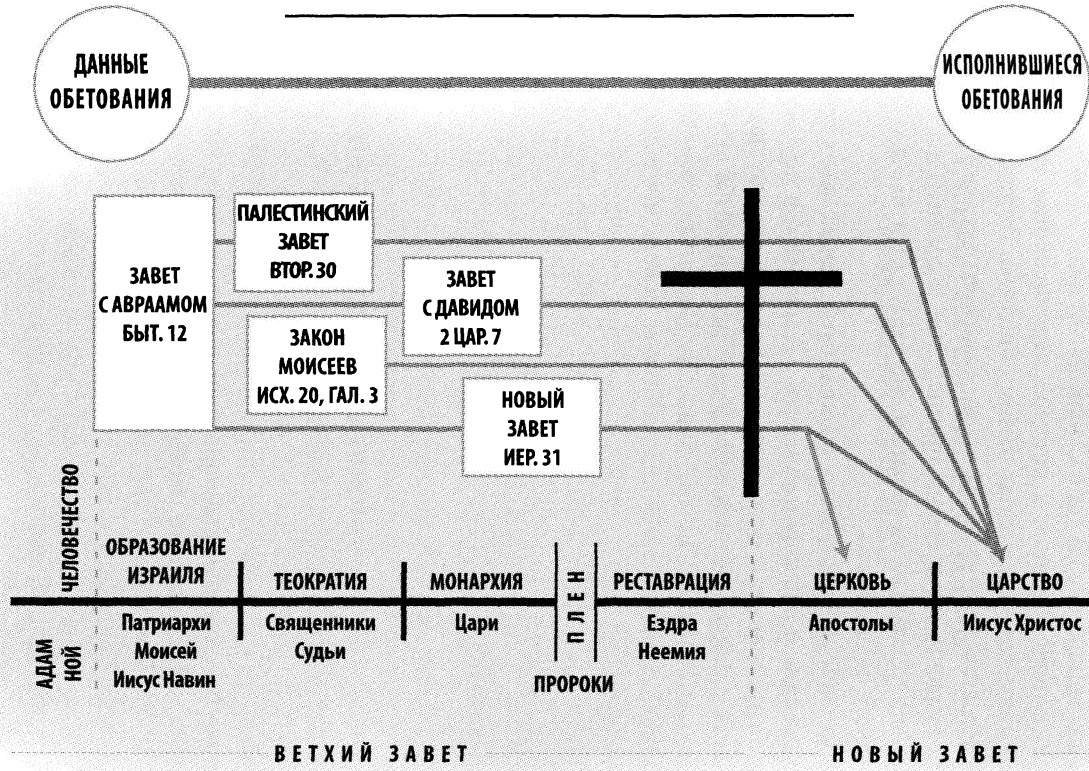 ДАННЫЕ
ОБЕТОВАНИЯ
ИСПОЛНИВШИЕСЯ
ОБЕТОВАНИЯ
ЗАВЕТ
С АВРААМОМ
БЫТ. 12
ПАЛЕСТИНСКИЙ
ЗАВЕТ
ВТОР. 30
ЗАВЕТ
С ДАВИДОМ
2 ЦАР. 7
ЗАКОН
МОИСЕЕВ
ИСХ. 20, ГАЛ. 3
НОВЫЙ
ЗАВЕТ
ИЕР. 31
ЧЕЛОВЕЧЕСТВО
АДАМ
НОЙ
ОБРАЗОВАНИЕ
ИЗРАИЛЯ
Патриархи
Моисей
Иисус Навин
ТЕОКРАТИЯ
Священники
Судьи
МОНАРХИЯ
Цари
ПЛЕН
ПРОРОКИ
РЕСТАВРАЦИЯ
Ездра
Неемия
ЦЕРКОВЬ
Апостолы
ЦАРСТВО
Иисус Христос
ВЕТХИЙ ЗАВЕТ
НОВЫЙ ЗАВЕТ